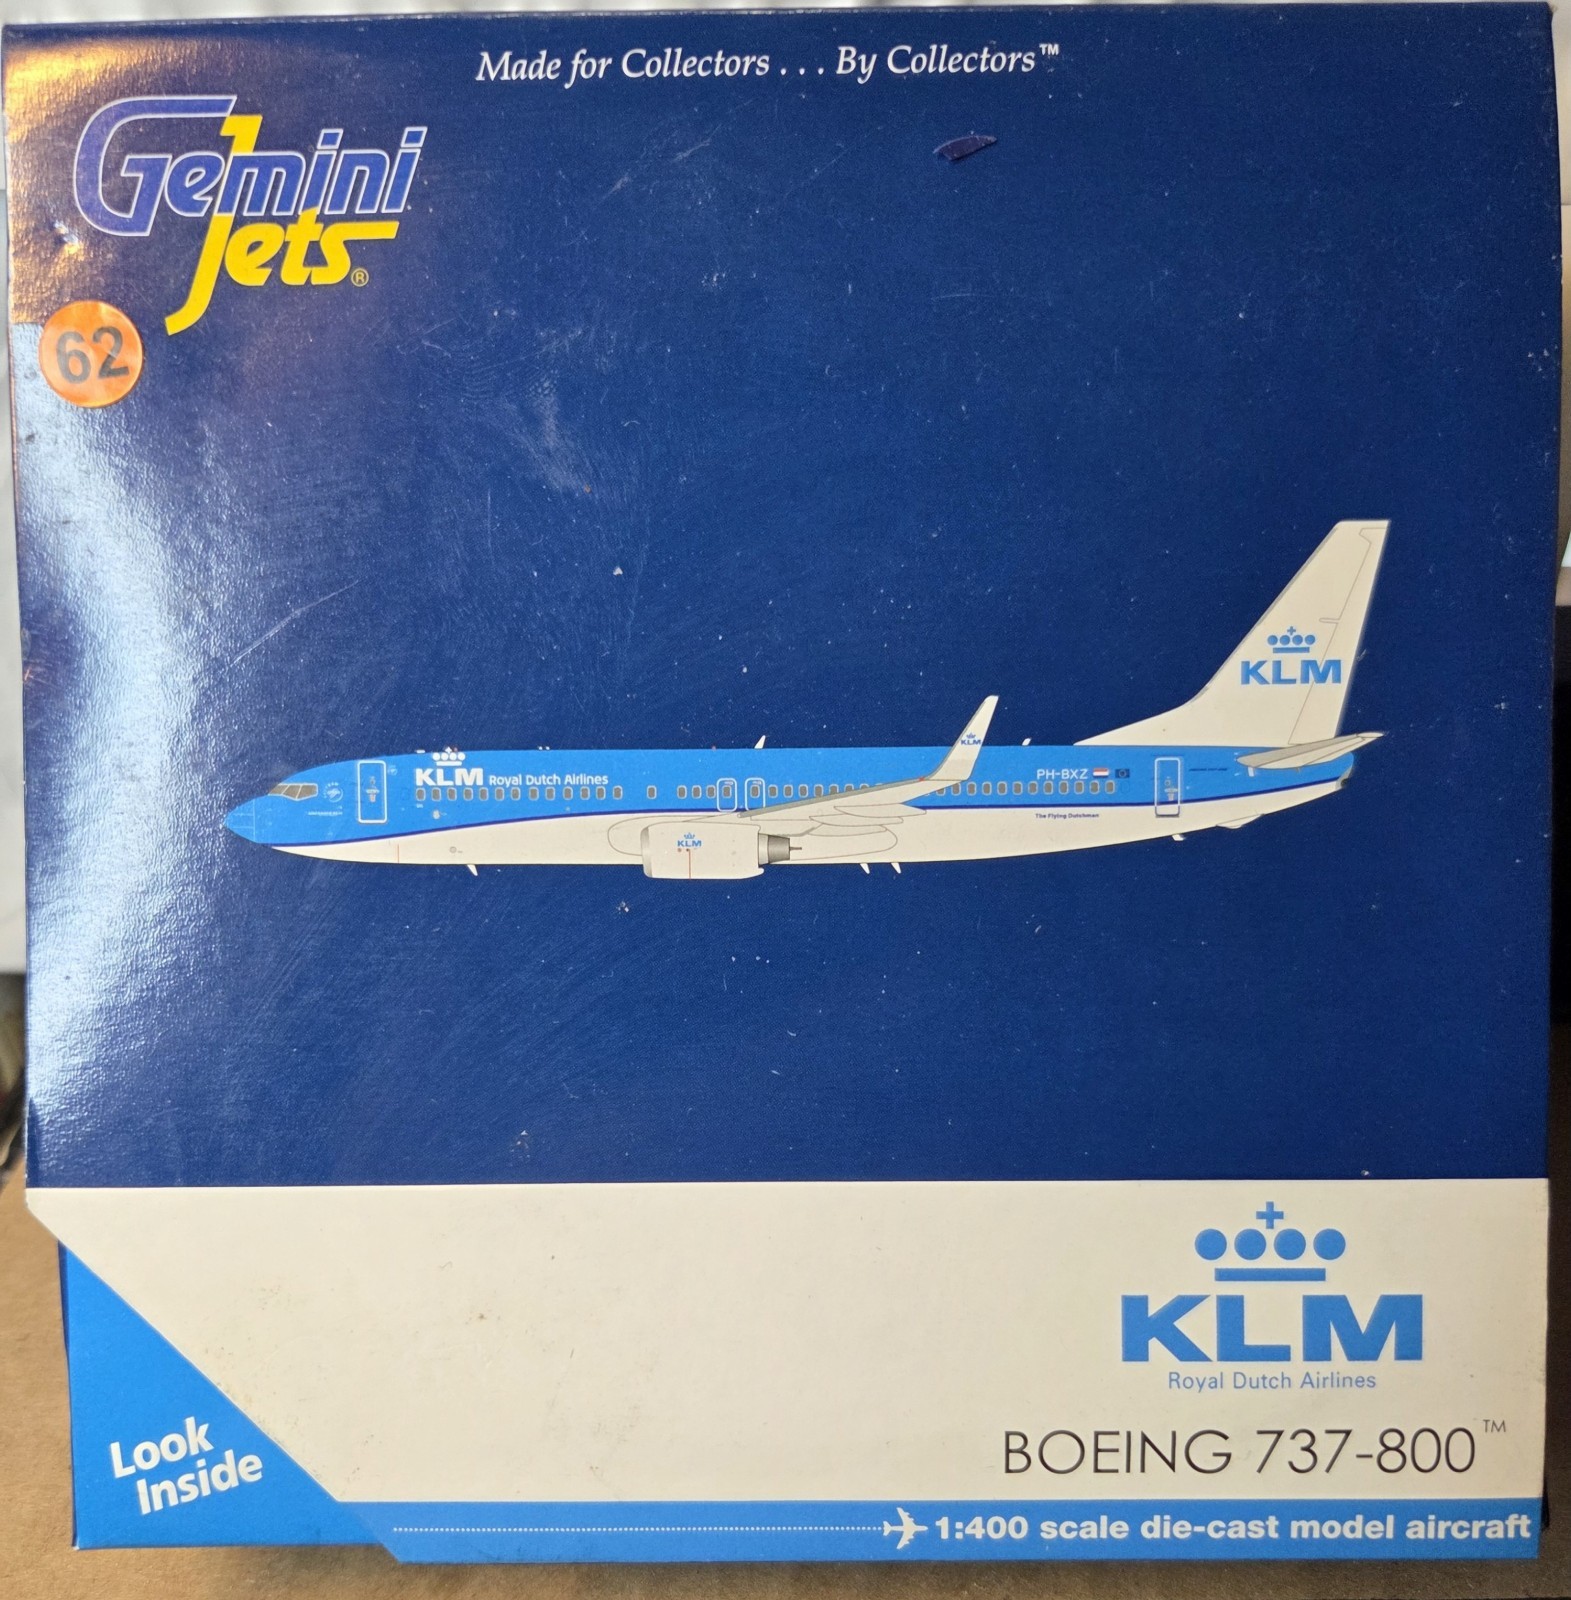 Made for Collectors . . . By Collectors™
Gemini
Jets®
62
KLM
KLM
KLM Royal Dutch Airlines
PH-BXZ
The Flying Dutchman
KLM
KLM
Royal Dutch Airlines
BOEING 737-800™
Look
Inside
1:400 scale die-cast model aircraft